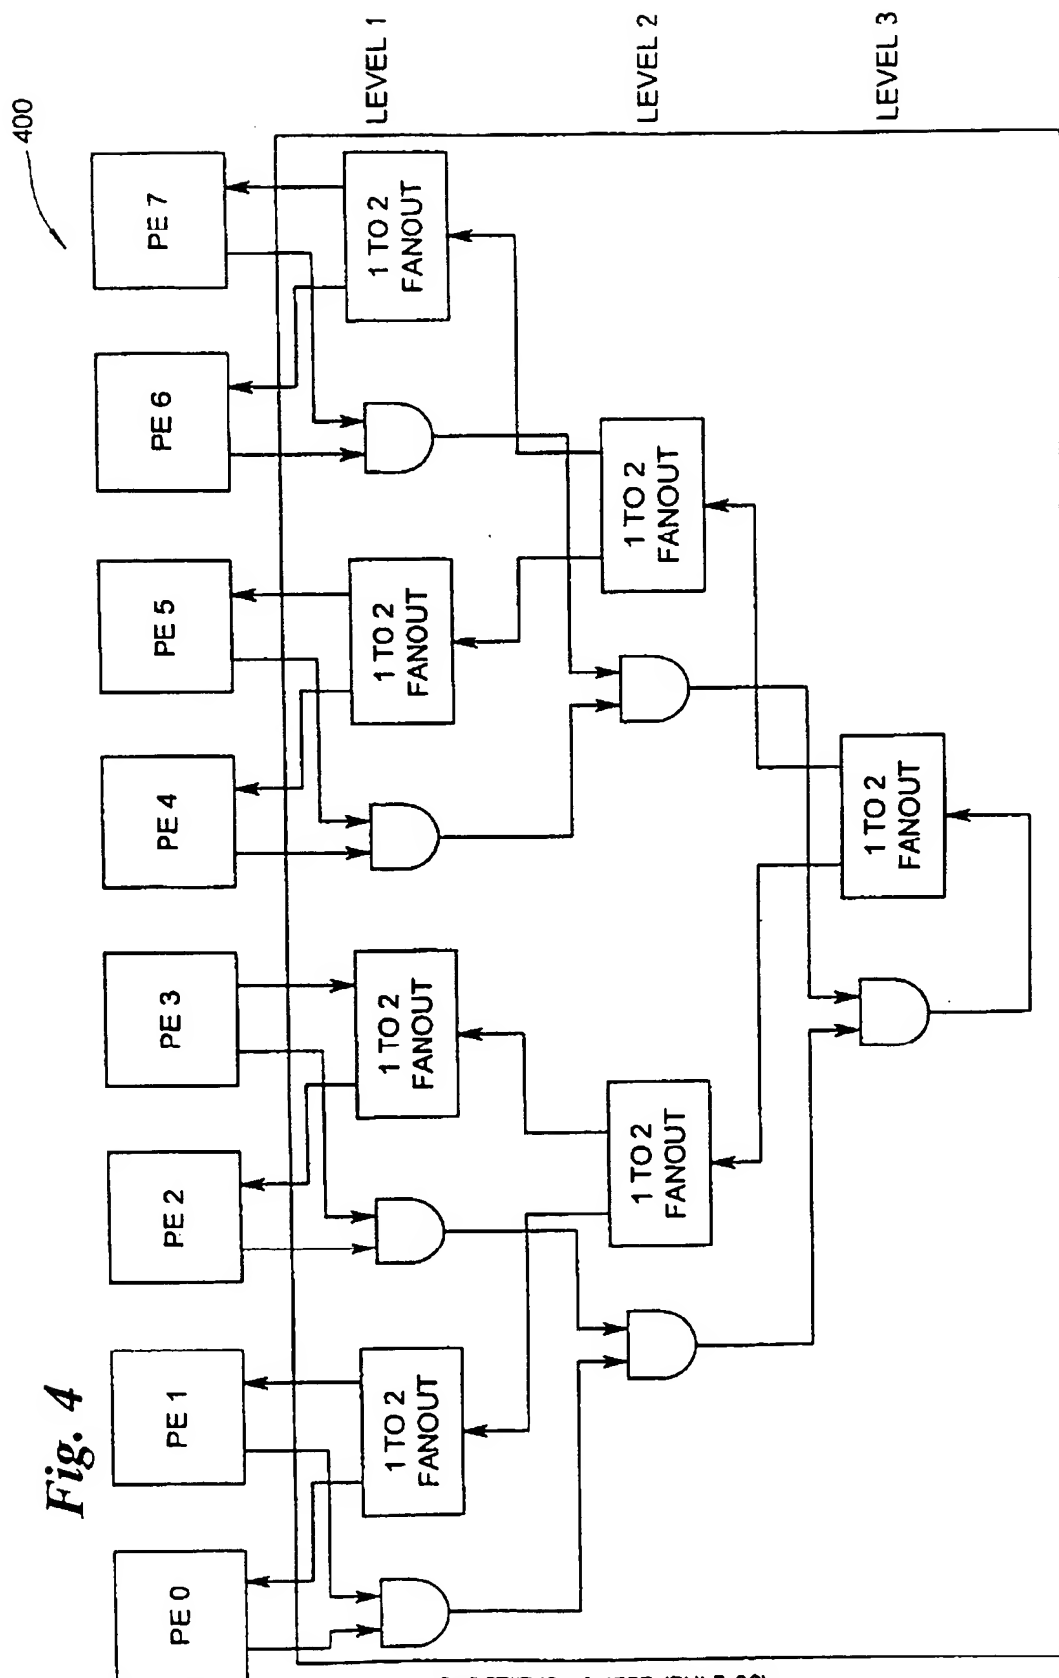 Fig. 4
400
PE 0
PE 1
PE 2
PE 3
PE 4
PE 5
PE 6
PE 7
1 TO 2
FANOUT
1 TO 2
FANOUT
1 TO 2
FANOUT
1 TO 2
FANOUT
LEVEL 1
1 TO 2
FANOUT
1 TO 2
FANOUT
LEVEL 2
1 TO 2
FANOUT
LEVEL 3